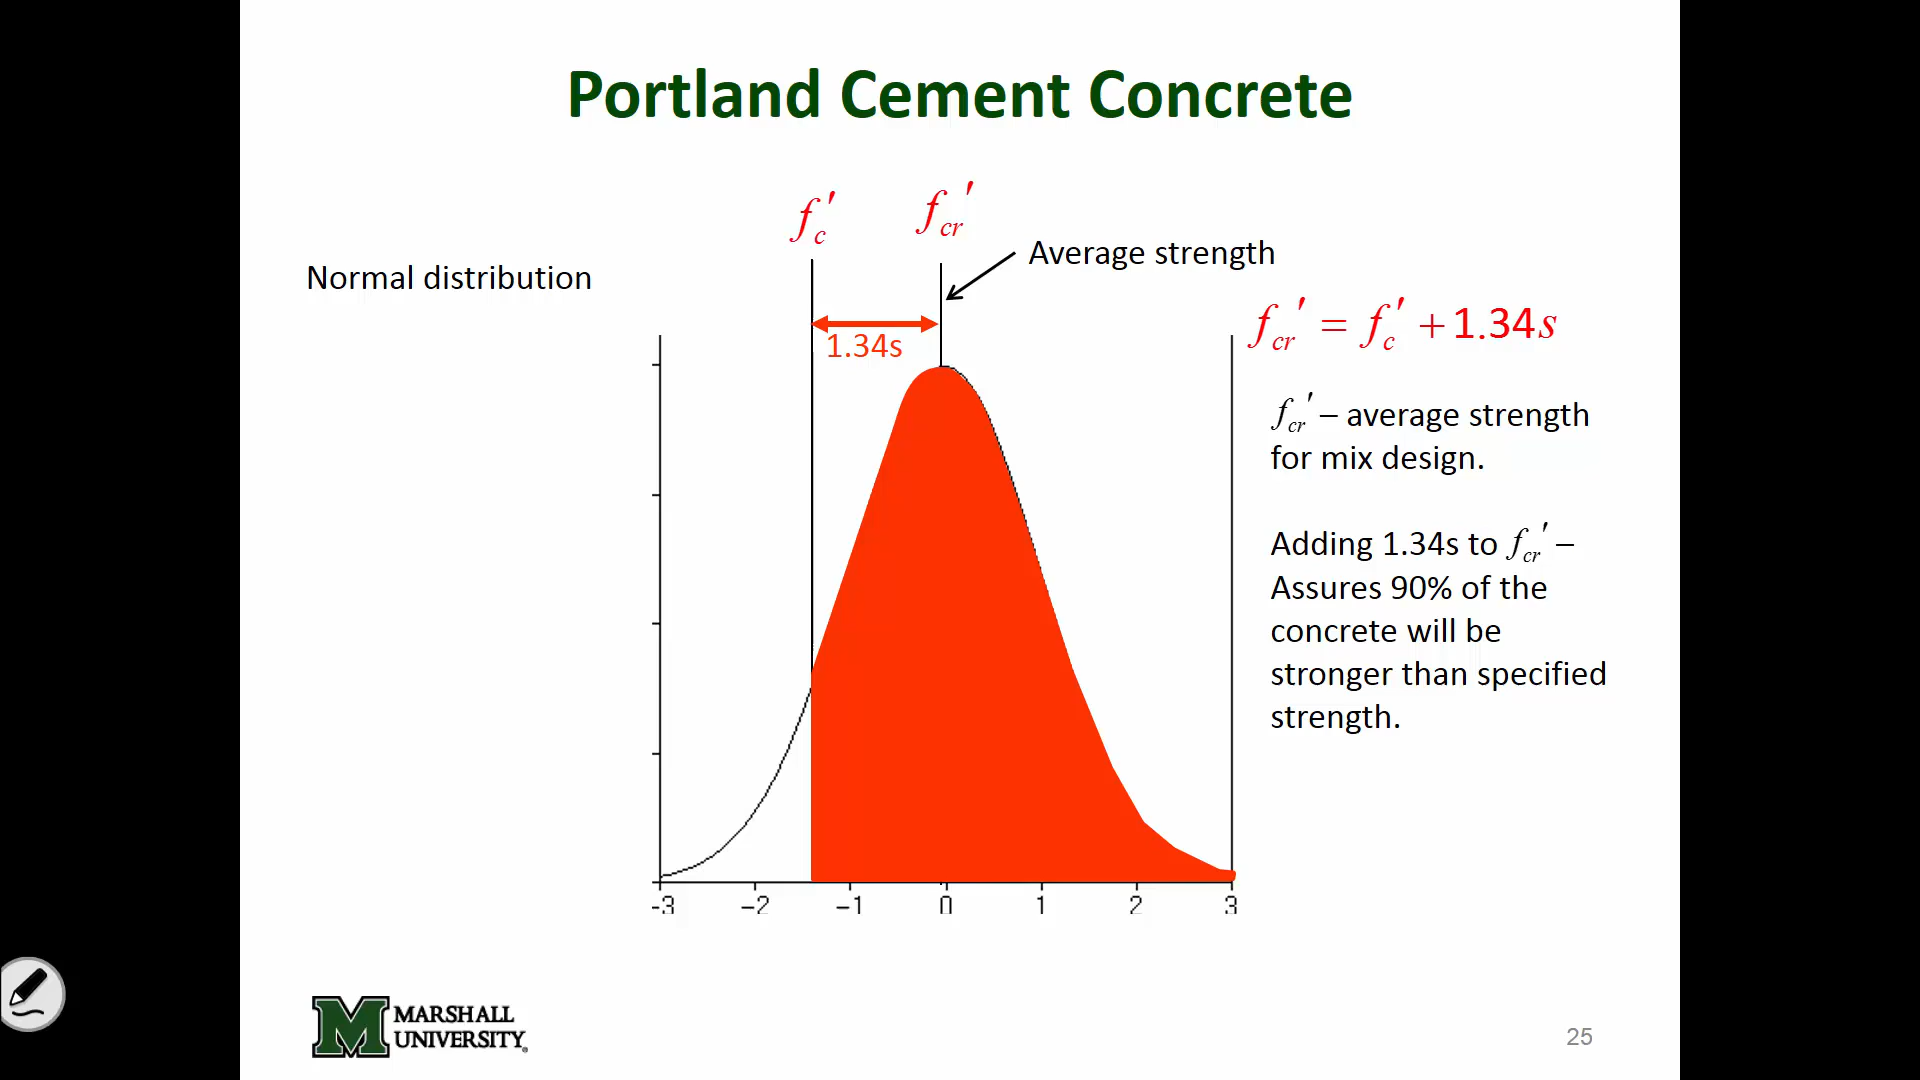 Portland Cement Concrete
f_c' f_cr'
Normal distribution
Average strength
1.34s
f_cr' = f_c' + 1.34s
f_cr' – average strength
for mix design.
Adding 1.34s to f_cr' –
Assures 90% of the
concrete will be
stronger than specified
strength.
-3 −2 −1 0 1 2 3
MARSHALL
UNIVERSITY®
25